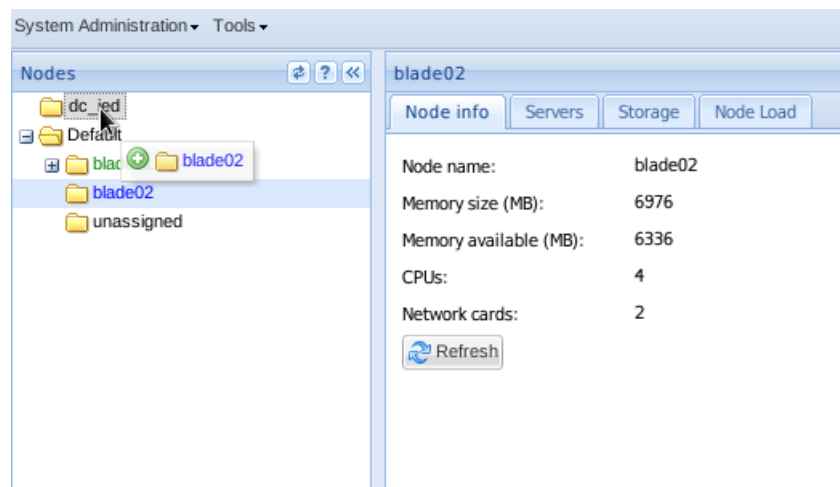 System Administration Tools
Nodes
?
dc_ied
Default
blade02
blade02
unassigned
blade02
Node info Servers Storage Node Load
Node name: blade02
Memory size (MB): 6976
Memory available (MB): 6336
CPUs: 4
Network cards: 2
Refresh